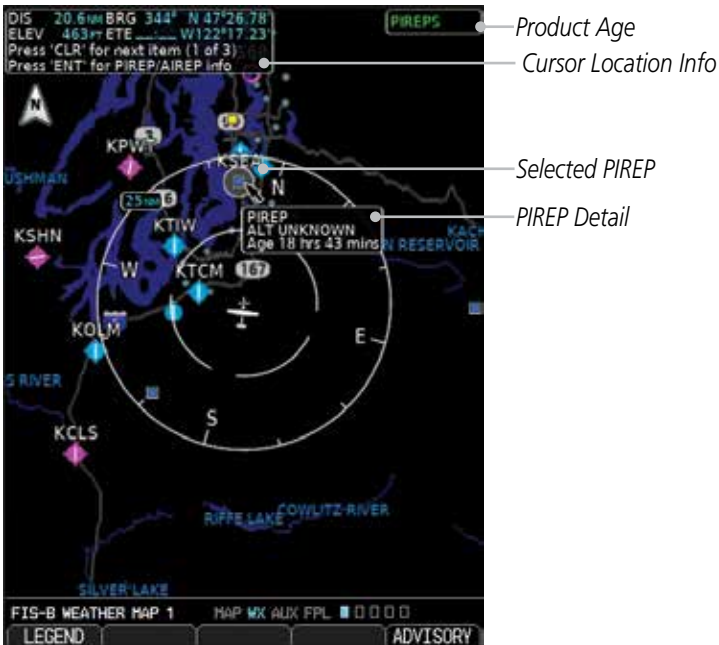 DIS 20.6NM BRG 344° N 47°26.78'
ELEV 463FT ETE __:__ W122°17.23'
Press 'CLR' for next item (1 of 3)
Press 'ENT' for PIREP/AIREP info
PIREPS
Product Age
Cursor Location Info
N
KPWT
KSEA
Selected PIREP
USHMAN
N
25NM
PIREP
ALT UNKNOWN
Age 18 hrs 43 mins
PIREP Detail
KTIW
KACH
N RESERVOIR
KSHN
W
KTCM
167
KOLM
E
S RIVER
S
KCLS
RIFFE LAKE
COWLITZ RIVER
SILVER LAKE
FIS-B WEATHER MAP 1 MAP WX AUX FPL
LEGEND
ADVISORY